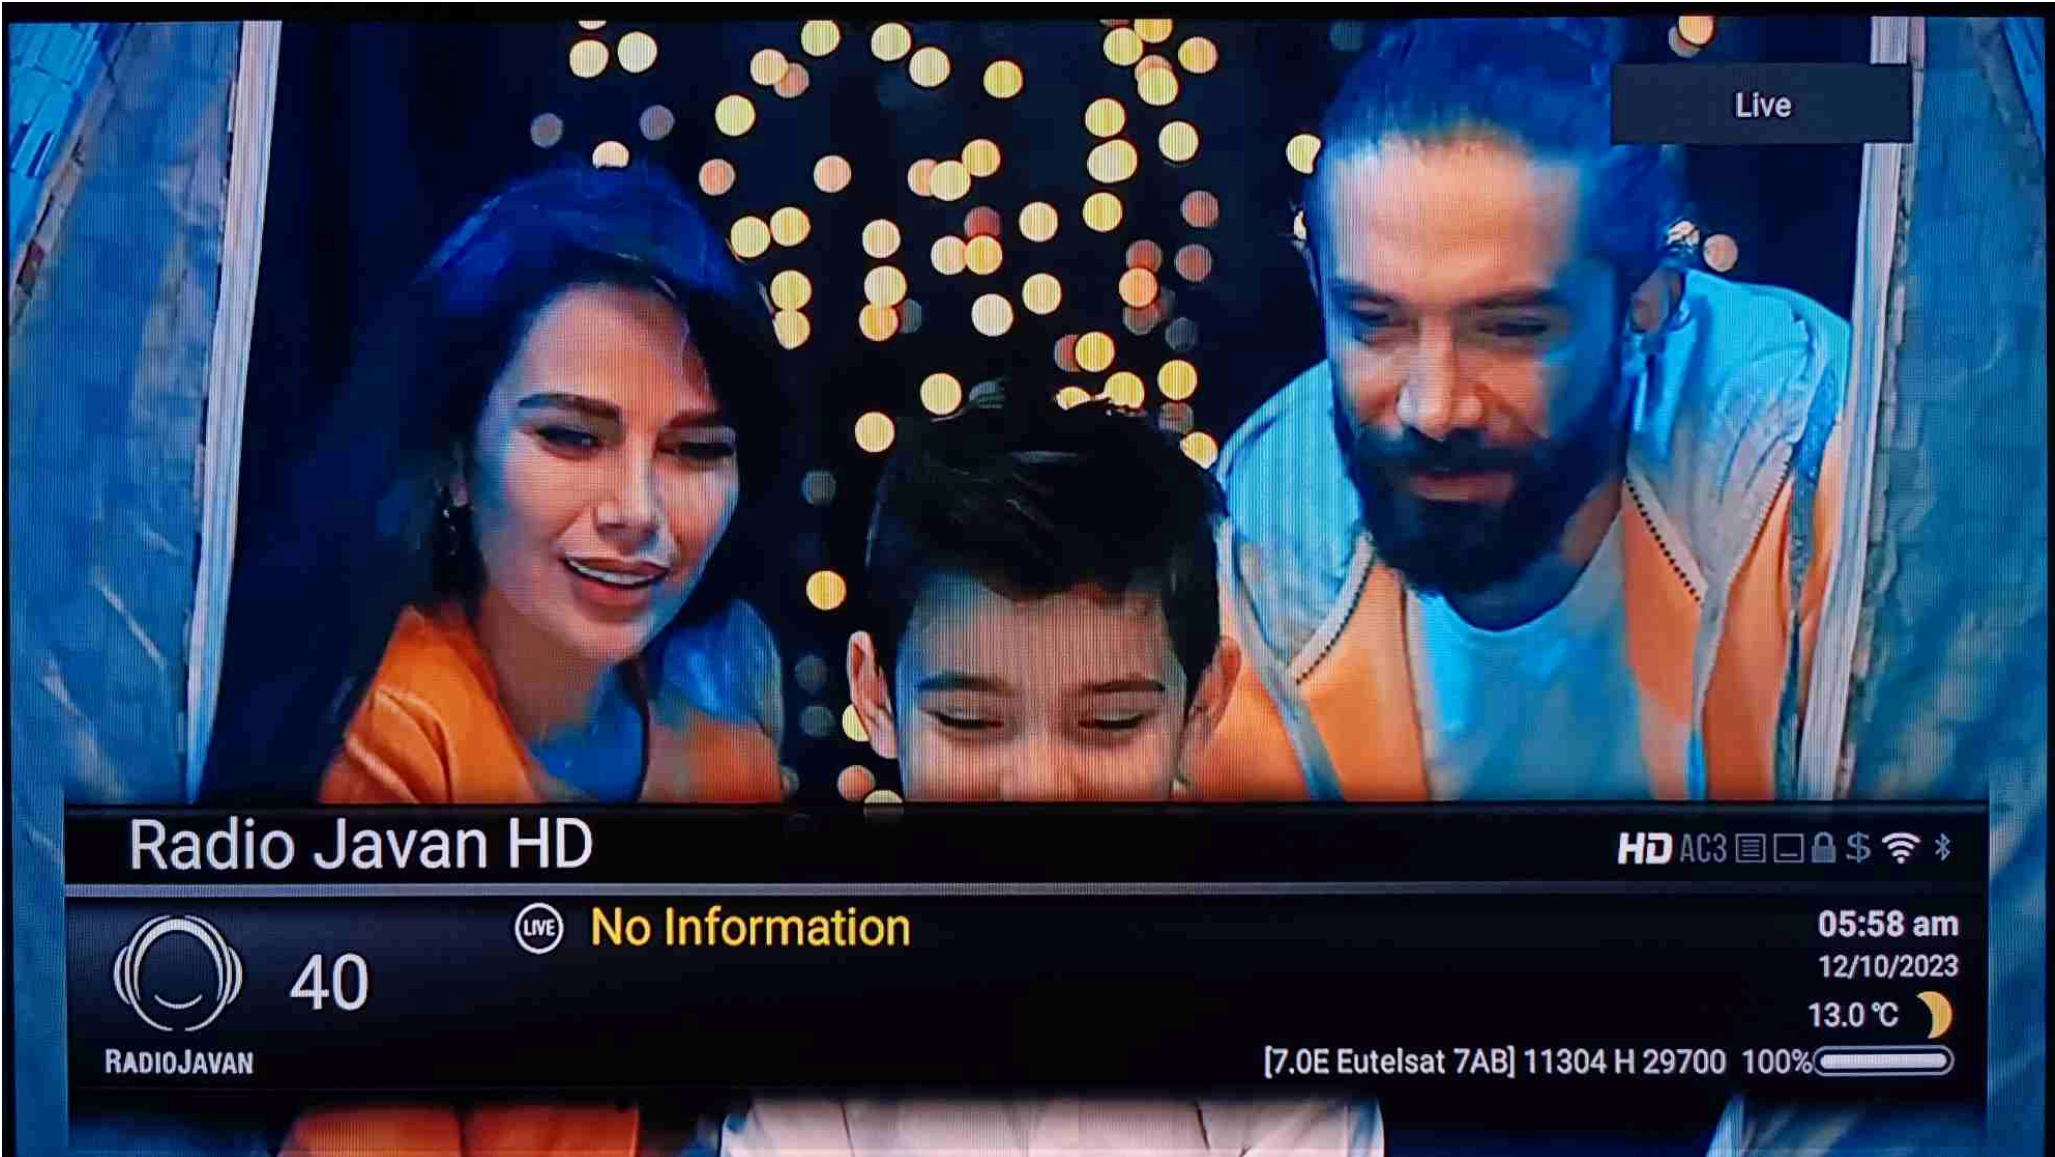 Live
Radio Javan HD
HD AC3 $
LIVE No Information
05:58 am
40
12/10/2023
13.0 °C
RADIOJAVAN
[7.0E Eutelsat 7AB] 11304 H 29700 100%